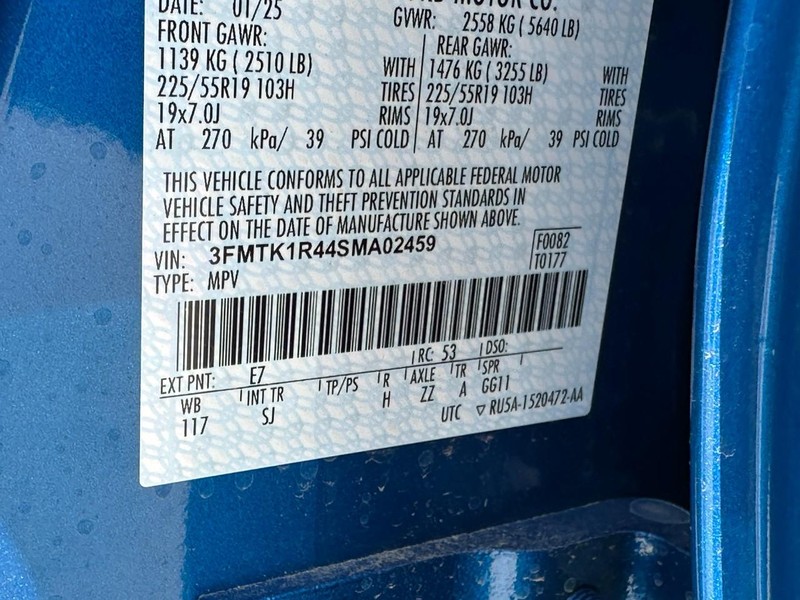 DATE: 01/25
MOTOR CO.
GVWR: 2558 KG ( 5640 LB)
FRONT GAWR:
REAR GAWR:
1139 KG ( 2510 LB) WITH
1476 KG ( 3255 LB) WITH
225/55R19 103H TIRES
225/55R19 103H TIRES
19x7.0J RIMS
19x7.0J RIMS
AT 270 kPa/ 39 PSI COLD
AT 270 kPa/ 39 PSI COLD
THIS VEHICLE CONFORMS TO ALL APPLICABLE FEDERAL MOTOR
VEHICLE SAFETY AND THEFT PREVENTION STANDARDS IN
EFFECT ON THE DATE OF MANUFACTURE SHOWN ABOVE.
VIN: 3FMTK1R44SMA02459
F0082
TYPE: MPV
T0177
EXT PNT: E7 RC: 53 DSO:
WB INT TR TP/PS R AXLE TR SPR
117 SJ H ZZ A GG11
UTC ▽ RU5A-1520472-AA